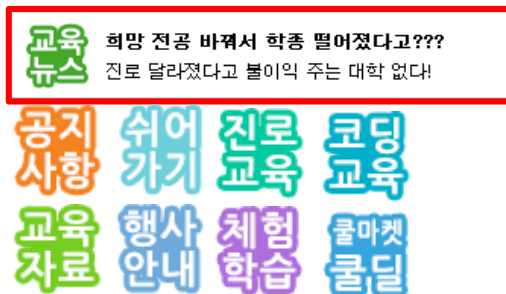 교육
뉴스
희망 전공 바꿔서 학종 떨어졌다고???
진로 달라졌다고 불이익 주는 대학 없다!
공지
사항
쉬어
가기
진로
교육
코딩
교육
교육
자료
행사
안내
체험
학습
쿨마켓
쿨딜